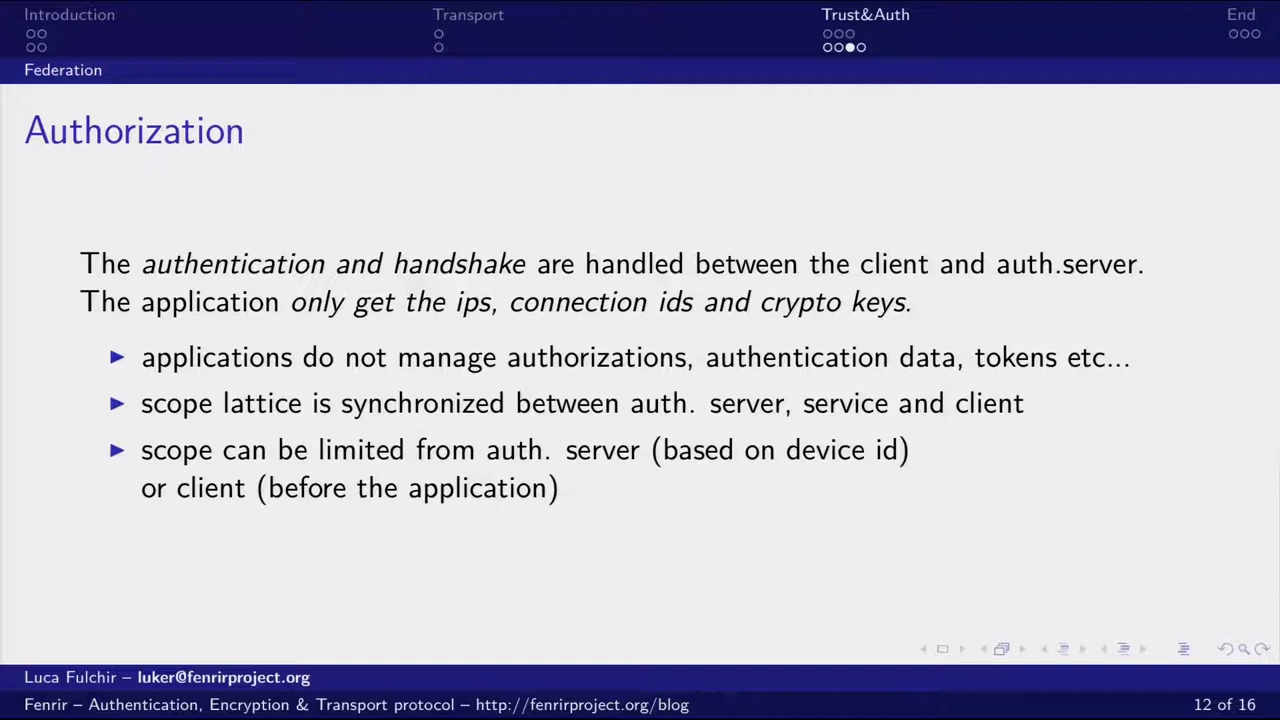 Introduction Transport Trust&Auth End
Federation
Authorization
The authentication and handshake are handled between the client and auth.server.
The application only get the ips, connection ids and crypto keys.
applications do not manage authorizations, authentication data, tokens etc...
scope lattice is synchronized between auth. server, service and client
scope can be limited from auth. server (based on device id)
or client (before the application)
Luca Fulchir – luker@fenrirproject.org
Fenrir – Authentication, Encryption & Transport protocol – http://fenrirproject.org/blog 12 of 16